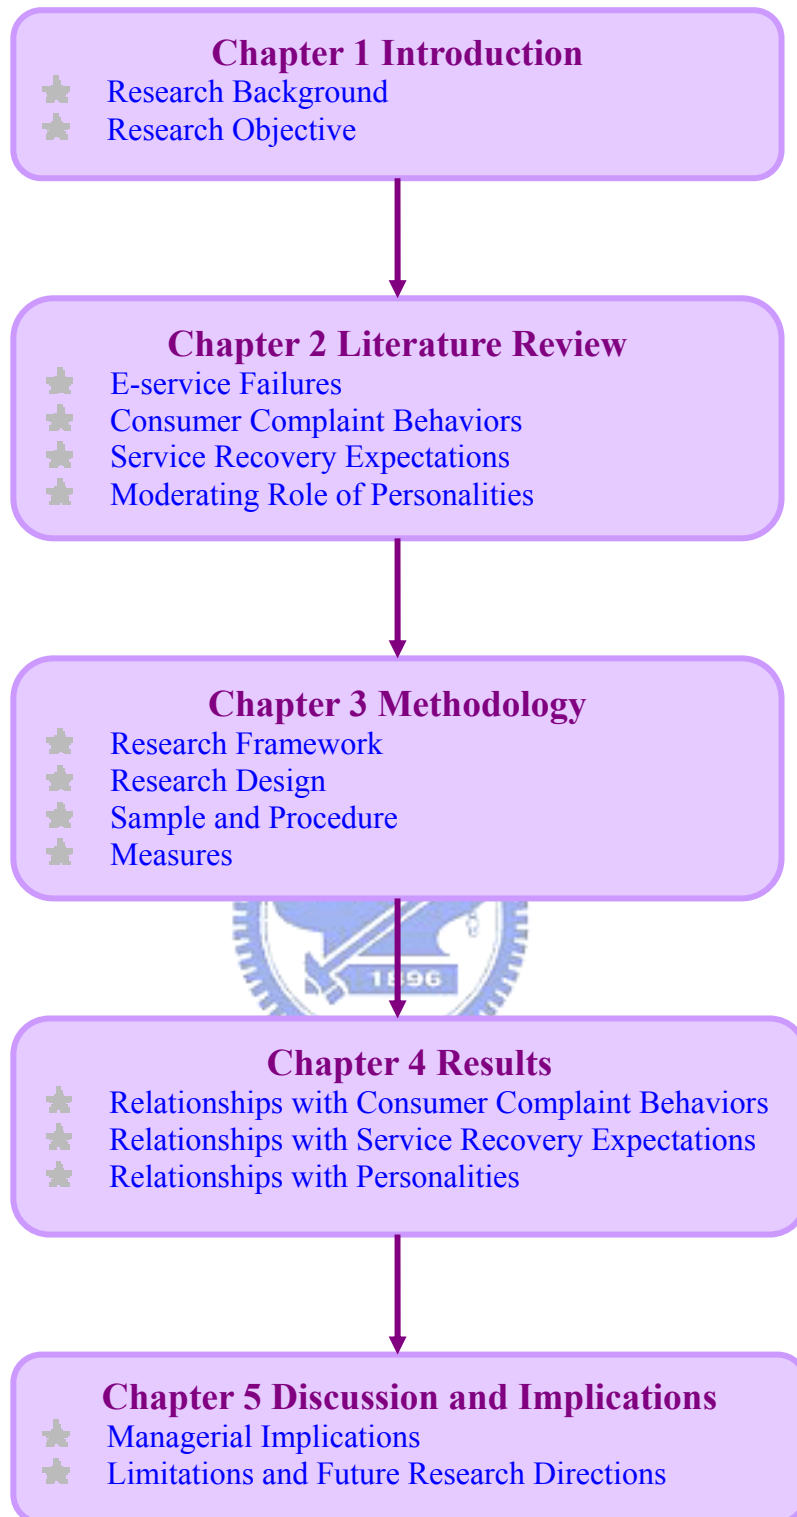 Chapter 1 Introduction
Research Background
Research Objective
Chapter 2 Literature Review
E-service Failures
Consumer Complaint Behaviors
Service Recovery Expectations
Moderating Role of Personalities
Chapter 3 Methodology
Research Framework
Research Design
Sample and Procedure
Measures
1896
Chapter 4 Results
Relationships with Consumer Complaint Behaviors
Relationships with Service Recovery Expectations
Relationships with Personalities
Chapter 5 Discussion and Implications
Managerial Implications
Limitations and Future Research Directions